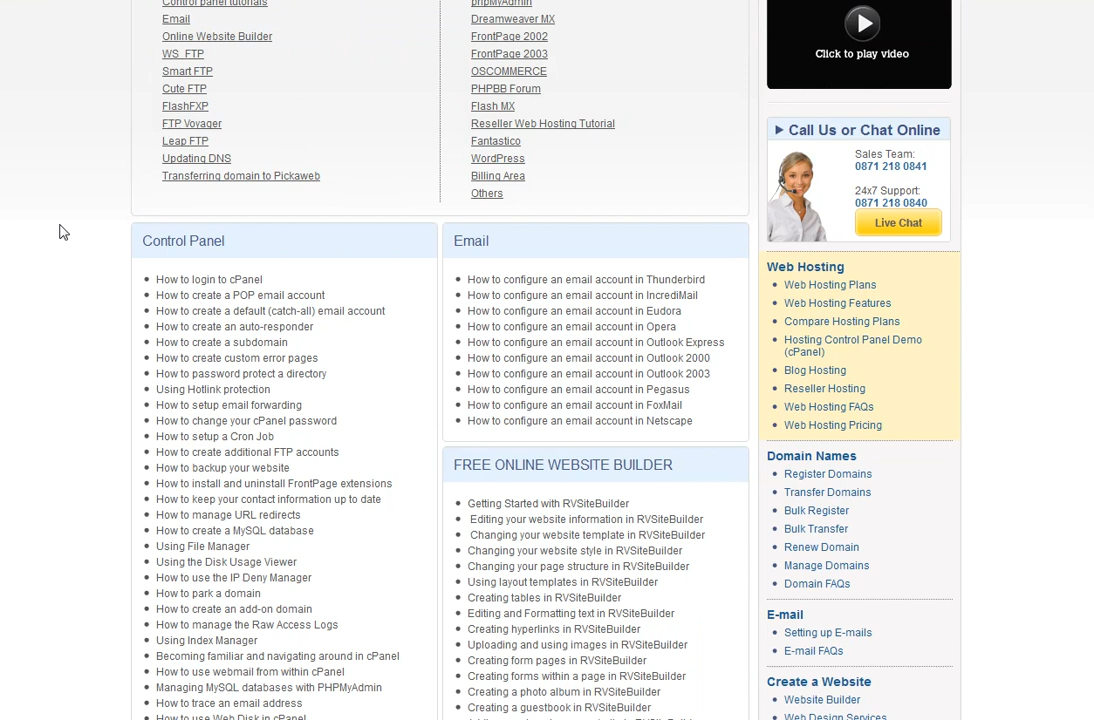 Control panel tutorials
Email
Online Website Builder
WS_FTP
Smart FTP
Cute FTP
FlashFXP
FTP Voyager
Leap FTP
Updating DNS
Transferring domain to Pickaweb
phpMyAdmin
Dreamweaver MX
FrontPage 2002
FrontPage 2003
OSCOMMERCE
PHPBB Forum
Flash MX
Reseller Web Hosting Tutorial
Fantastico
WordPress
Billing Area
Others
Click to play video
Call Us or Chat Online
Sales Team:
0871 218 0841
24x7 Support:
0871 218 0840
Live Chat
Control Panel
How to login to cPanel
How to create a POP email account
How to create a default (catch-all) email account
How to create an auto-responder
How to create a subdomain
How to create custom error pages
How to password protect a directory
Using Hotlink protection
How to setup email forwarding
How to change your cPanel password
How to setup a Cron Job
How to create additional FTP accounts
How to backup your website
How to install and uninstall FrontPage extensions
How to keep your contact information up to date
How to manage URL redirects
How to create a MySQL database
Using File Manager
Using the Disk Usage Viewer
How to use the IP Deny Manager
How to park a domain
How to create an add-on domain
How to manage the Raw Access Logs
Using Index Manager
Becoming familiar and navigating around in cPanel
How to use webmail from within cPanel
Managing MySQL databases with PHPMyAdmin
How to trace an email address
How to use Web Disk in cPanel
Email
How to configure an email account in Thunderbird
How to configure an email account in IncrediMail
How to configure an email account in Eudora
How to configure an email account in Opera
How to configure an email account in Outlook Express
How to configure an email account in Outlook 2000
How to configure an email account in Outlook 2003
How to configure an email account in Pegasus
How to configure an email account in FoxMail
How to configure an email account in Netscape
FREE ONLINE WEBSITE BUILDER
Getting Started with RVSiteBuilder
Editing your website information in RVSiteBuilder
Changing your website template in RVSiteBuilder
Changing your website style in RVSiteBuilder
Changing your page structure in RVSiteBuilder
Using layout templates in RVSiteBuilder
Creating tables in RVSiteBuilder
Editing and Formatting text in RVSiteBuilder
Creating hyperlinks in RVSiteBuilder
Uploading and using images in RVSiteBuilder
Creating form pages in RVSiteBuilder
Creating forms within a page in RVSiteBuilder
Creating a photo album in RVSiteBuilder
Creating a guestbook in RVSiteBuilder
Web Hosting
Web Hosting Plans
Web Hosting Features
Compare Hosting Plans
Hosting Control Panel Demo
(cPanel)
Blog Hosting
Reseller Hosting
Web Hosting FAQs
Web Hosting Pricing
Domain Names
Register Domains
Transfer Domains
Bulk Register
Bulk Transfer
Renew Domain
Manage Domains
Domain FAQs
E-mail
Setting up E-mails
E-mail FAQs
Create a Website
Website Builder
Web Design Services